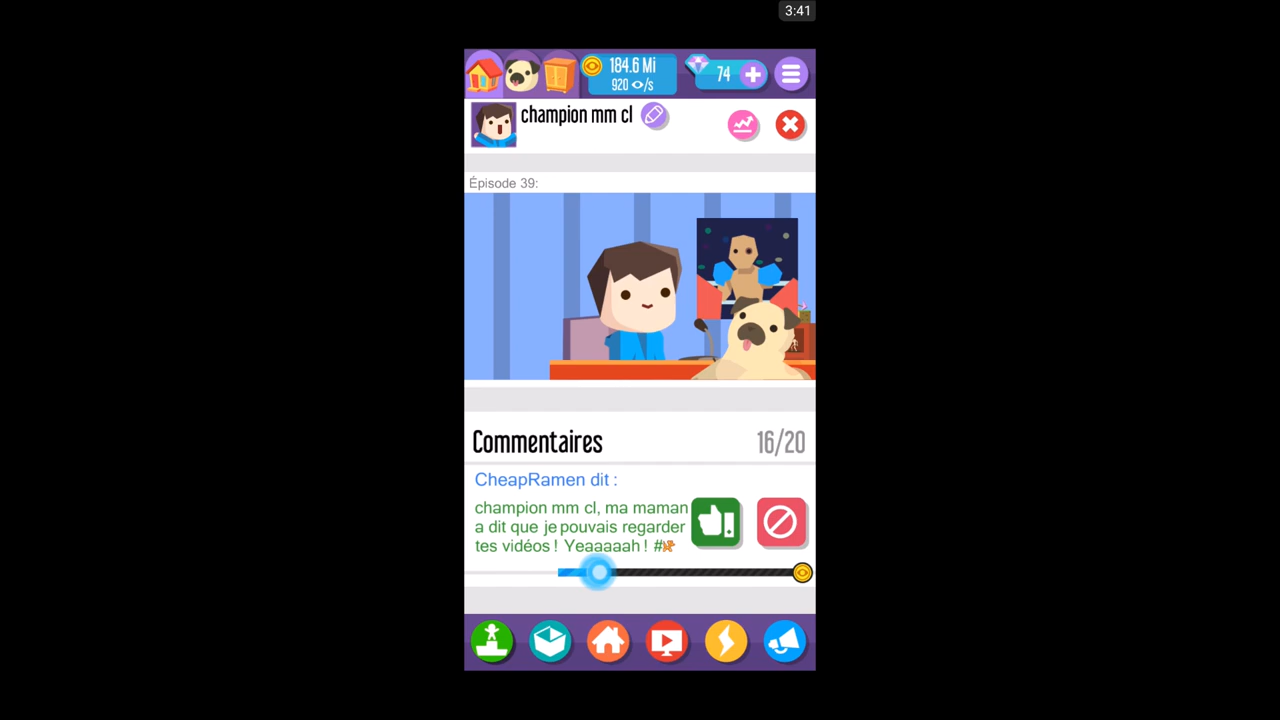 3:41
184.6 Mi
920 /s
74
champion mm cl
Épisode 39:
Commentaires
16/20
CheapRamen dit :
champion mm cl, ma maman
a dit que je pouvais regarder
tes vidéos ! Yeaaaaah ! #